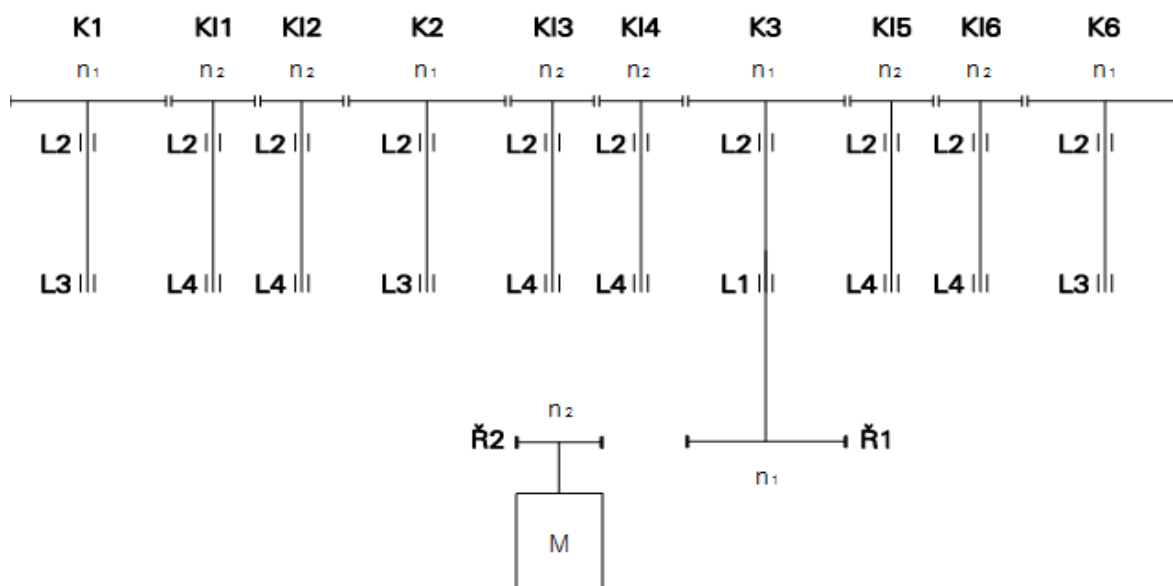 K1 KI1 KI2 K2 KI3 KI4 K3 KI5 KI6 K6
n₁ n₂ n₂ n₁ n₂ n₂ n₁ n₂ n₂ n₁
L2 L2 L2 L2 L2 L2 L2 L2 L2 L2
L3 L4 L4 L3 L4 L4 L1 L4 L4 L3
n₂
Ř2 Ř1
n₁
M